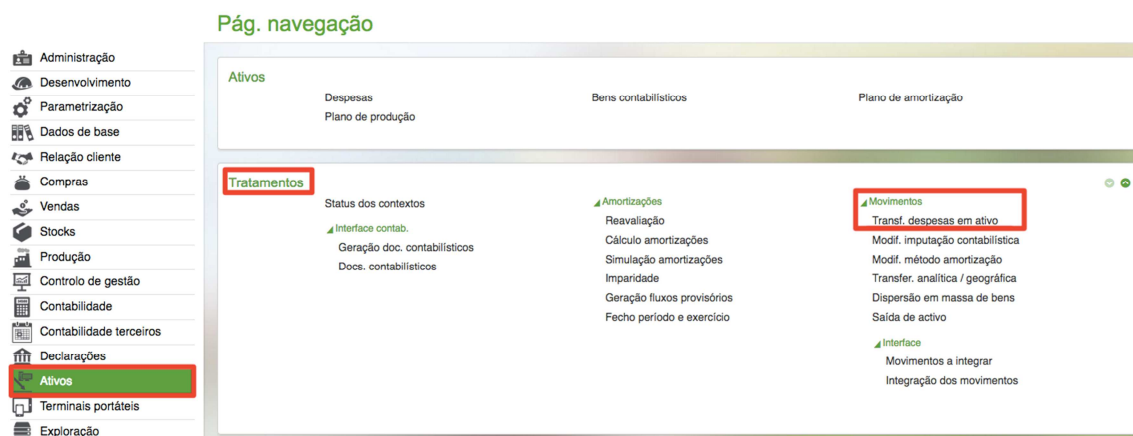 Pág. navegação
Administração
Desenvolvimento
Parametrização
Dados de base
Relação cliente
Compras
Vendas
Stocks
Produção
Controlo de gestão
Contabilidade
Contabilidade terceiros
Declarações
Ativos
Terminais portáteis
Exploração
Ativos
Despesas
Bens contabilísticos
Plano de amortização
Plano de produção
Tratamentos
Status dos contextos
Interface contab.
Geração doc. contabilísticos
Docs. contabilísticos
Amortizações
Reavaliação
Cálculo amortizações
Simulação amortizações
Imparidade
Geração fluxos provisórios
Fecho período e exercício
Movimentos
Transf. despesas em ativo
Modif. imputação contabilística
Modif. método amortização
Transfer. analítica / geográfica
Dispersão em massa de bens
Saída de activo
Interface
Movimentos a integrar
Integração dos movimentos